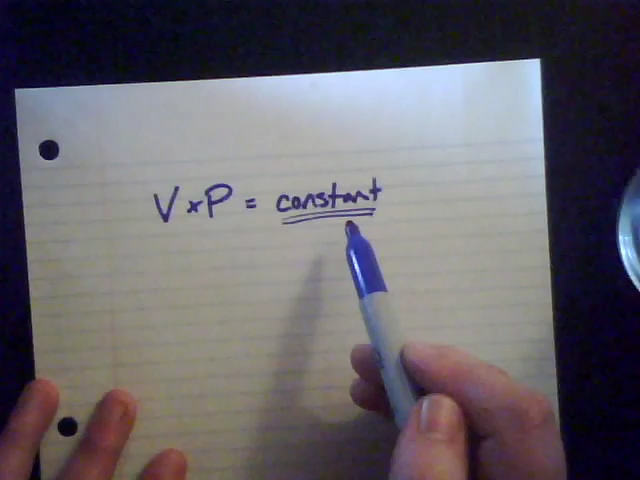 V x P = constant